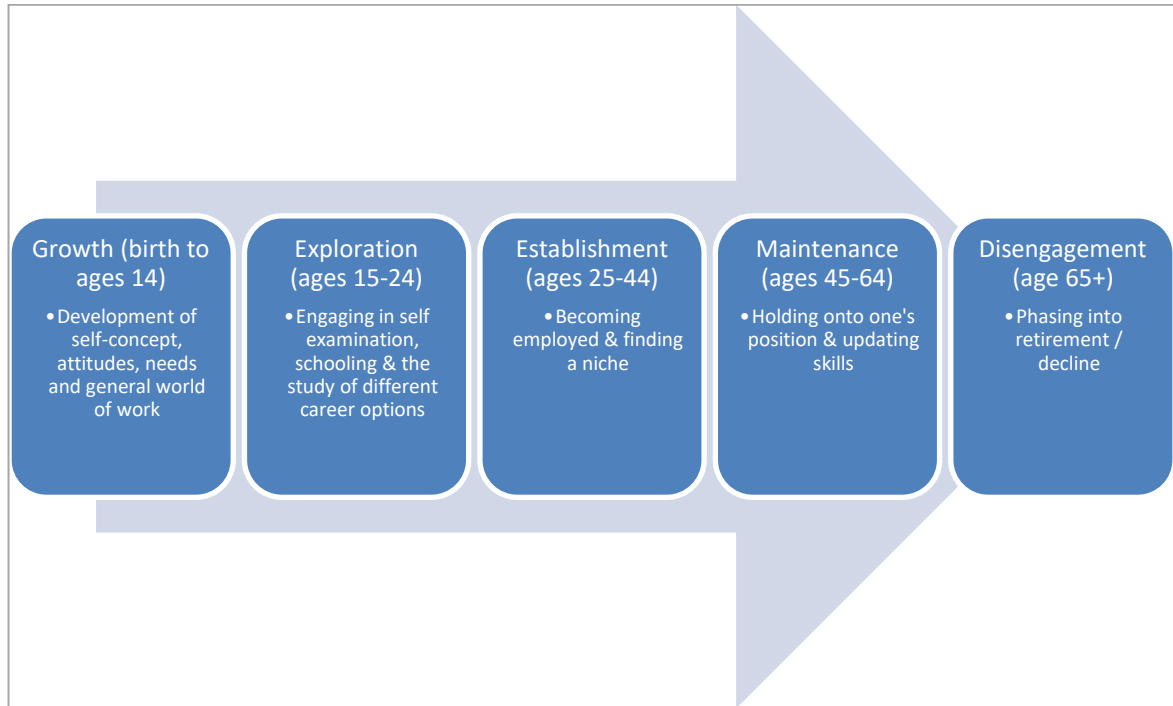 Growth (birth to
ages 14)
•Development of
self-concept,
attitudes, needs
and general world
of work
Exploration
(ages 15-24)
•Engaging in self
examination,
schooling & the
study of different
career options
Establishment
(ages 25-44)
•Becoming
employed & finding
a niche
Maintenance
(ages 45-64)
•Holding onto one's
position & updating
skills
Disengagement
(age 65+)
•Phasing into
retirement /
decline